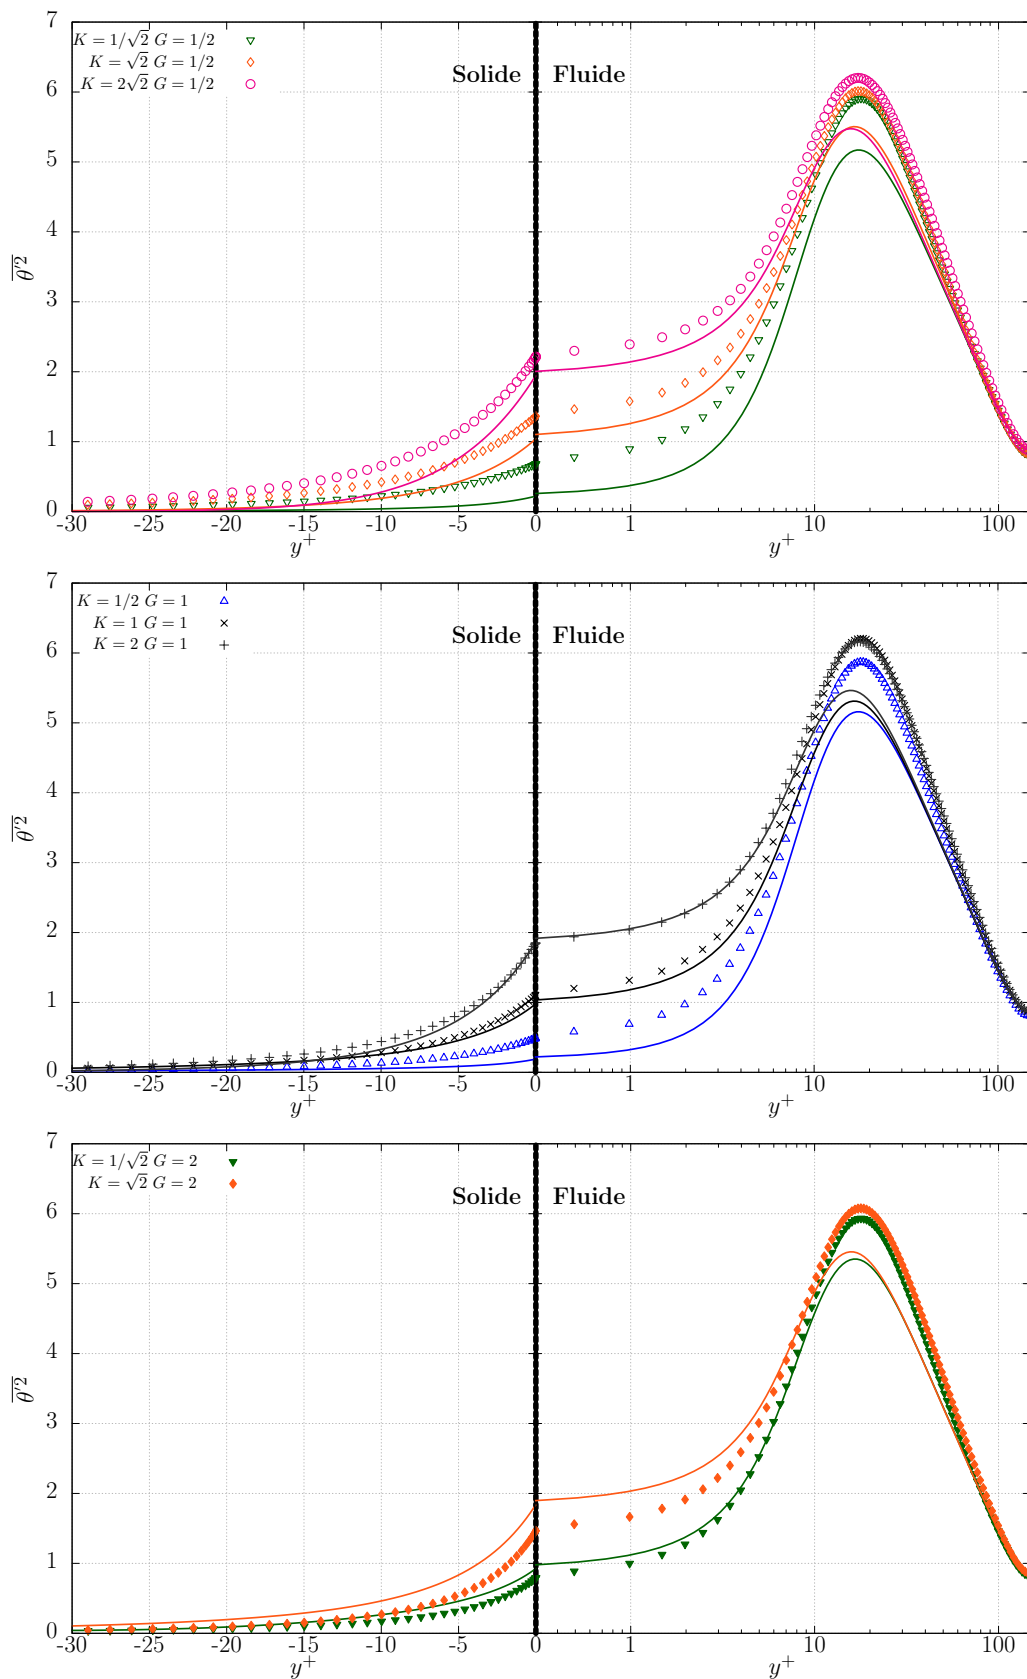 7
6
5
4
3
2
1
0
K = 1/√2 G = 1/2
K = √2 G = 1/2
K = 2√2 G = 1/2
Solide Fluide
θ′²
-30 -25 -20 -15 -10 -5 0 1 10 100
y⁺ y⁺
7
6
5
4
3
2
1
0
K = 1/2 G = 1
K = 1 G = 1
K = 2 G = 1
Solide Fluide
θ′²
-30 -25 -20 -15 -10 -5 0 1 10 100
y⁺ y⁺
7
6
5
4
3
2
1
0
K = 1/√2 G = 2
K = √2 G = 2
Solide Fluide
θ′²
-30 -25 -20 -15 -10 -5 0 1 10 100
y⁺ y⁺